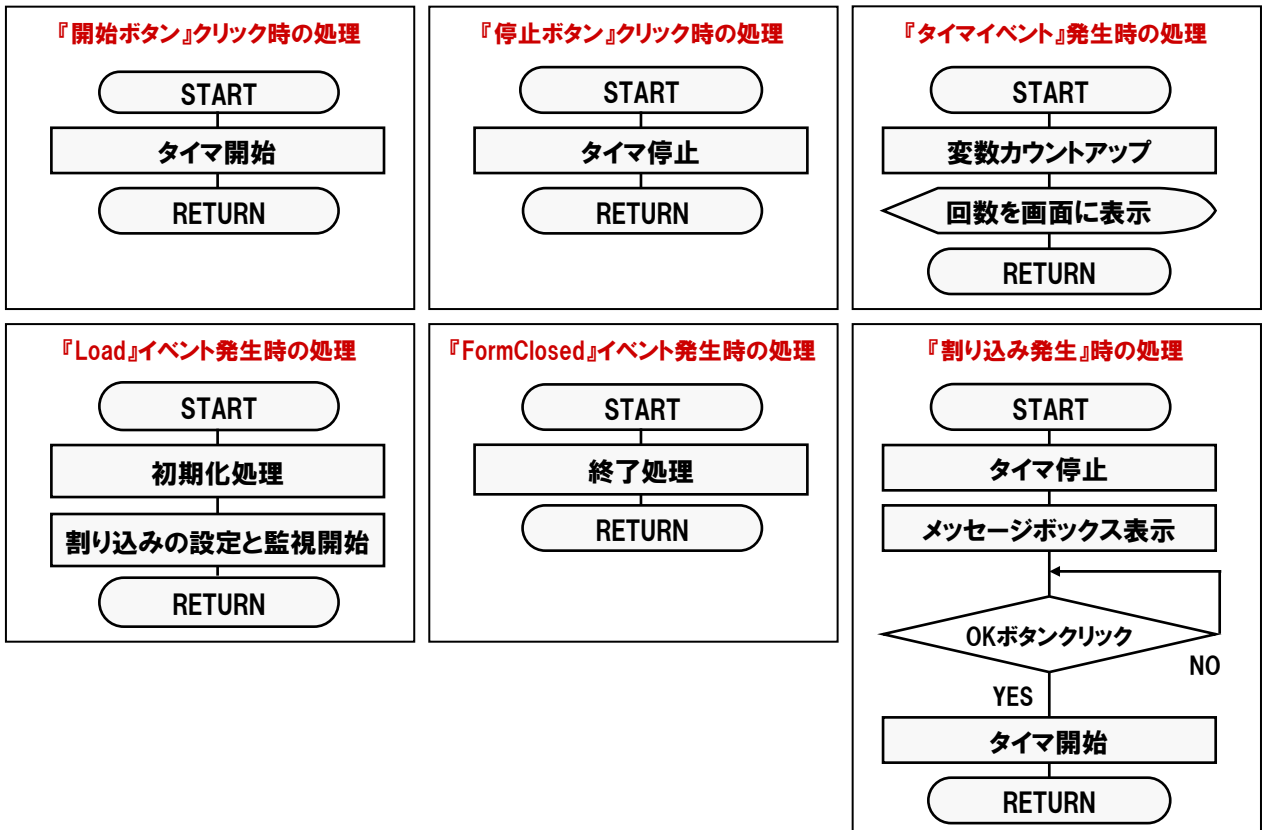 『開始ボタン』クリック時の処理
START
タイマ開始
RETURN
『停止ボタン』クリック時の処理
START
タイマ停止
RETURN
『タイマイベント』発生時の処理
START
変数カウントアップ
回数を画面に表示
RETURN
『Load』イベント発生時の処理
START
初期化処理
割り込みの設定と監視開始
RETURN
『FormClosed』イベント発生時の処理
START
終了処理
RETURN
『割り込み発生』時の処理
START
タイマ停止
メッセージボックス表示
OKボタンクリック
NO
YES
タイマ開始
RETURN